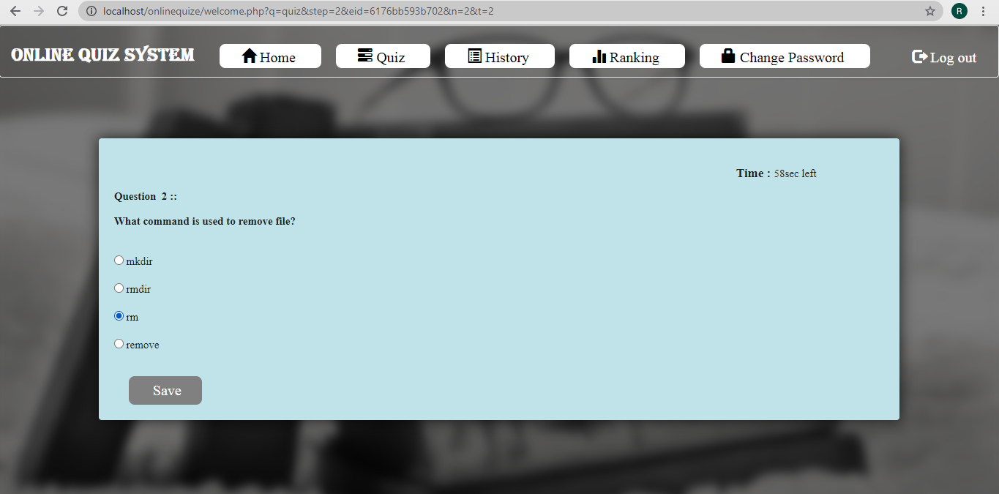 localhost/onlinequize/welcome.php?q=quiz&step=2&eid=6176bb593b702&n=2&t=2
R
ONLINE QUIZ SYSTEM Home Quiz History Ranking Change Password Log out
Time : 58sec left
Question 2 ::
What command is used to remove file?
mkdir
rmdir
rm
remove
Save